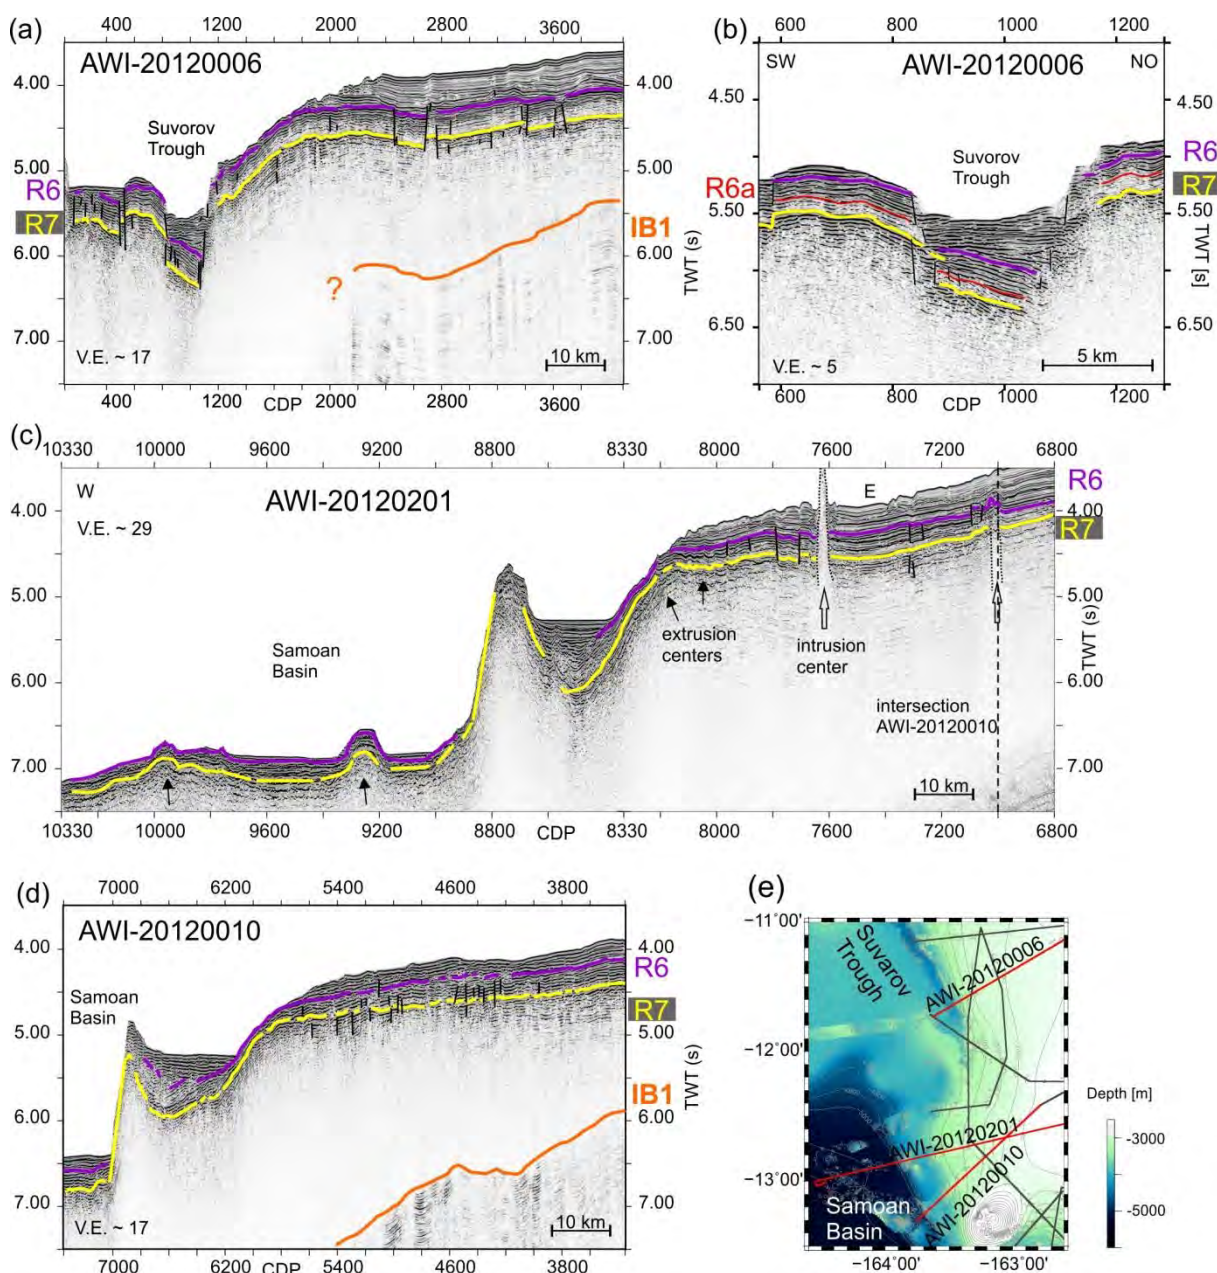 (a)
400 1200 2000 2800 3600
AWI-20120006
4.00 4.00
Suvorov
Trough
5.00 5.00
R6
R7
IB1
6.00 6.00
?
TWT (s)
7.00 7.00
V.E. ~ 17
10 km
400 1200 2000 2800 3600
CDP
(b)
600 800 1000 1200
SW AWI-20120006 NO
4.50 4.50
Suvorov
Trough
R6
R6a
R7
5.50 5.50
TWT [s]
6.50 6.50
V.E. ~ 5
5 km
600 800 1000 1200
CDP
(c)
10330 10000 9600 9200 8800 8330 8000 7600 7200 6800
W AWI-20120201 E
R6
4.00 4.00
V.E. ~ 29
R7
5.00 5.00
extrusion
centers
intrusion
center
TWT (s)
Samoan
Basin
6.00 6.00
intersection
AWI-20120010
7.00 7.00
10 km
10330 10000 9600 9200 8800 CDP 8330 8000 7600 7200 6800
(d)
7000 6200 5400 4600 3800
AWI-20120010
4.00 4.00
R6
Samoan
Basin
R7
5.00 5.00
TWT (s)
IB1
6.00 6.00
7.00 7.00
V.E. ~ 17
10 km
7000 6200 5400 4600 3800
CDP
(e)
-11°00'
Suvarov
Trough
AWI-20120006
-12°00'
Depth [m]
-3000
AWI-20120201
-13°00'
AWI-20120010
-5000
Samoan
Basin
-164°00' -163°00'